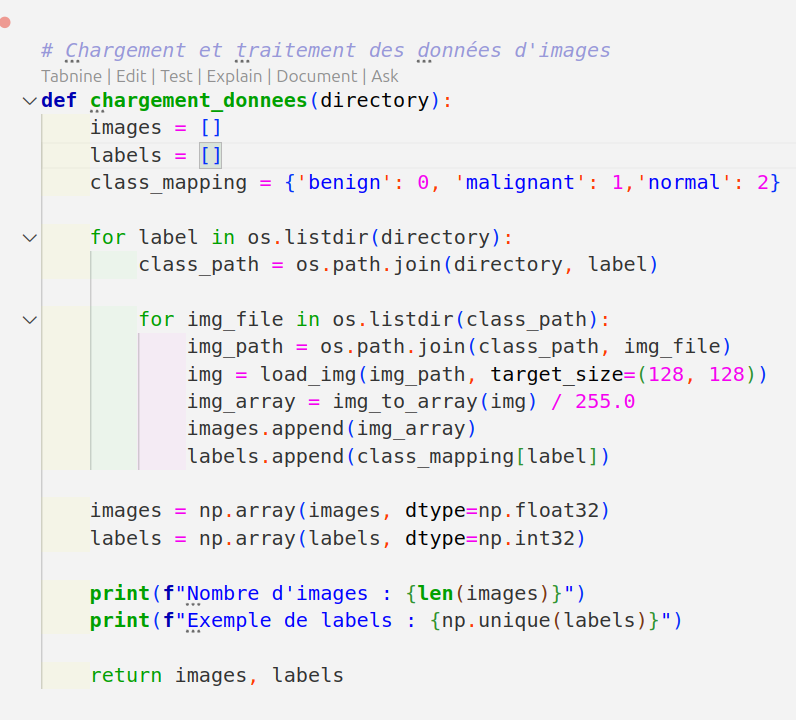 # Chargement et traitement des données d'images
Tabnine | Edit | Test | Explain | Document | Ask
def chargement_donnees(directory):
    images = []
    labels = []
    class_mapping = {'benign': 0, 'malignant': 1,'normal': 2}
    for label in os.listdir(directory):
        class_path = os.path.join(directory, label)
        for img_file in os.listdir(class_path):
            img_path = os.path.join(class_path, img_file)
            img = load_img(img_path, target_size=(128, 128))
            img_array = img_to_array(img) / 255.0
            images.append(img_array)
            labels.append(class_mapping[label])
    images = np.array(images, dtype=np.float32)
    labels = np.array(labels, dtype=np.int32)
    print(f"Nombre d'images : {len(images)}")
    print(f"Exemple de labels : {np.unique(labels)}")
    return images, labels